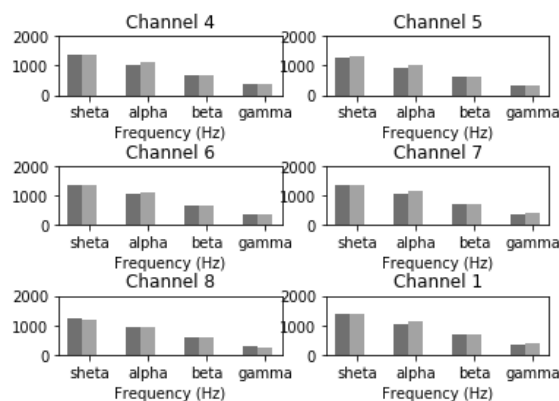 Channel 4
2000
1000
0
sheta alpha beta gamma
Frequency (Hz)
Channel 5
2000
1000
0
sheta alpha beta gamma
Frequency (Hz)
Channel 6
2000
1000
0
sheta alpha beta gamma
Frequency (Hz)
Channel 7
2000
1000
0
sheta alpha beta gamma
Frequency (Hz)
Channel 8
2000
1000
0
sheta alpha beta gamma
Frequency (Hz)
Channel 1
2000
1000
0
sheta alpha beta gamma
Frequency (Hz)